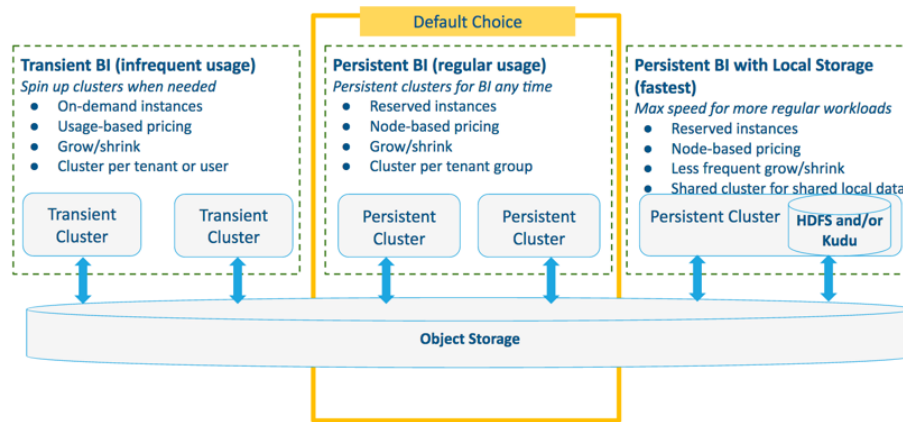 Default Choice
Transient BI (infrequent usage)
Spin up clusters when needed
● On-demand instances
● Usage-based pricing
● Grow/shrink
● Cluster per tenant or user
Transient
Cluster
Transient
Cluster
Persistent BI (regular usage)
Persistent clusters for BI any time
● Reserved instances
● Node-based pricing
● Grow/shrink
● Cluster per tenant group
Persistent
Cluster
Persistent
Cluster
Persistent BI with Local Storage
(fastest)
Max speed for more regular workloads
● Reserved instances
● Node-based pricing
● Less frequent grow/shrink
● Shared cluster for shared local data
Persistent Cluster
HDFS and/or
Kudu
Object Storage